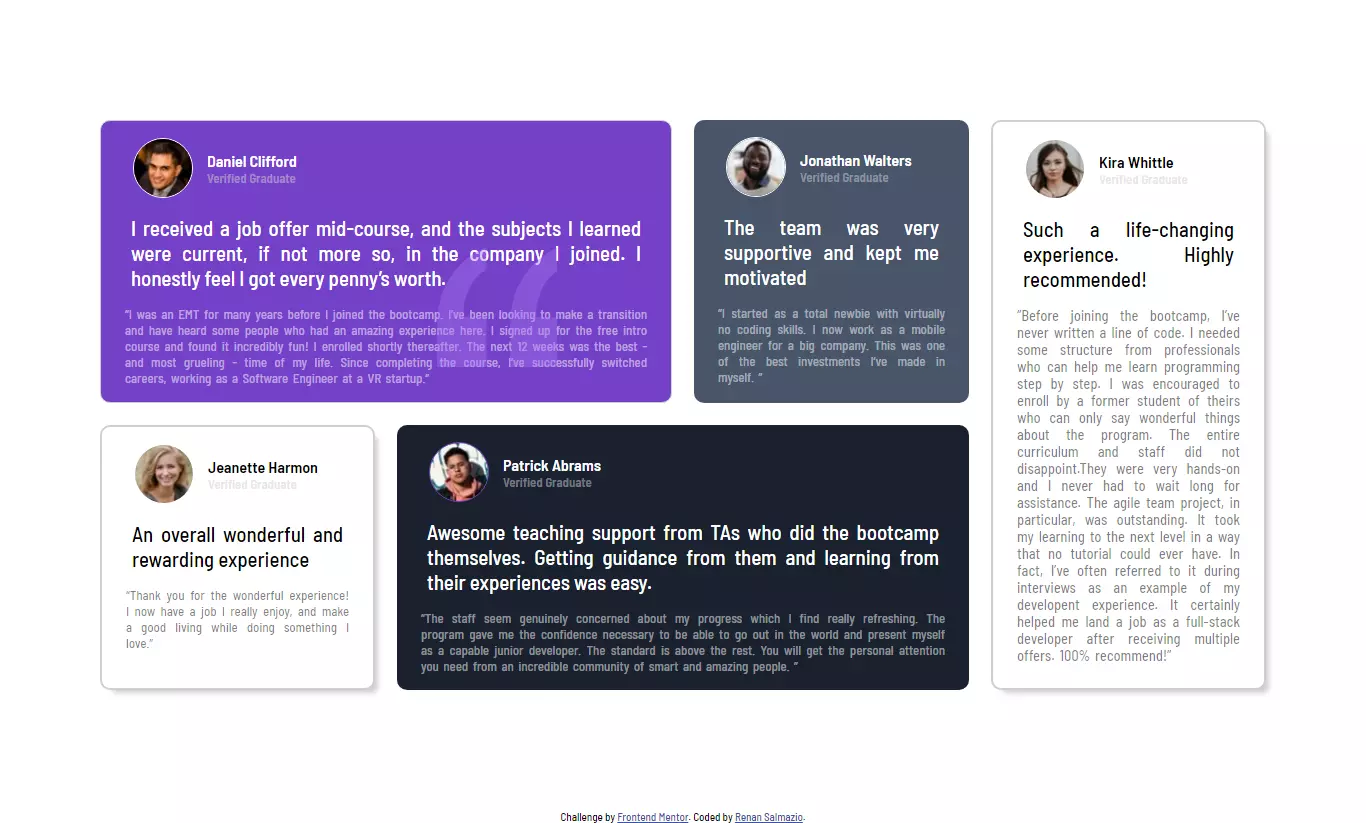 Daniel Clifford
Verified Graduate
I received a job offer mid-course, and the subjects I learned
were current, if not more so, in the company I joined. I
honestly feel I got every penny’s worth.
“I was an EMT for many years before I joined the bootcamp. I’ve been looking to make a transition
and have heard some people who had an amazing experience here. I signed up for the free intro
course and found it incredibly fun! I enrolled shortly thereafter. The next 12 weeks was the best -
and most grueling - time of my life. Since completing the course, I’ve successfully switched
careers, working as a Software Engineer at a VR startup.”
Jonathan Walters
Verified Graduate
The team was very
supportive and kept me
motivated
“I started as a total newbie with virtually
no coding skills. I now work as a mobile
engineer for a big company. This was one
of the best investments I’ve made in
myself. ”
Kira Whittle
Verified Graduate
Such a life-changing
experience. Highly
recommended!
“Before joining the bootcamp, I’ve
never written a line of code. I needed
some structure from professionals
who can help me learn programming
step by step. I was encouraged to
enroll by a former student of theirs
who can only say wonderful things
about the program. The entire
curriculum and staff did not
disappoint.They were very hands-on
and I never had to wait long for
assistance. The agile team project, in
particular, was outstanding. It took
my learning to the next level in a way
that no tutorial could ever have. In
fact, I’ve often referred to it during
interviews as an example of my
developent experience. It certainly
helped me land a job as a full-stack
developer after receiving multiple
offers. 100% recommend!”
Jeanette Harmon
Verified Graduate
An overall wonderful and
rewarding experience
“Thank you for the wonderful experience!
I now have a job I really enjoy, and make
a good living while doing something I
love.”
Patrick Abrams
Verified Graduate
Awesome teaching support from TAs who did the bootcamp
themselves. Getting guidance from them and learning from
their experiences was easy.
“The staff seem genuinely concerned about my progress which I find really refreshing. The
program gave me the confidence necessary to be able to go out in the world and present myself
as a capable junior developer. The standard is above the rest. You will get the personal attention
you need from an incredible community of smart and amazing people. ”
Challenge by Frontend Mentor. Coded by Renan Salmazio.